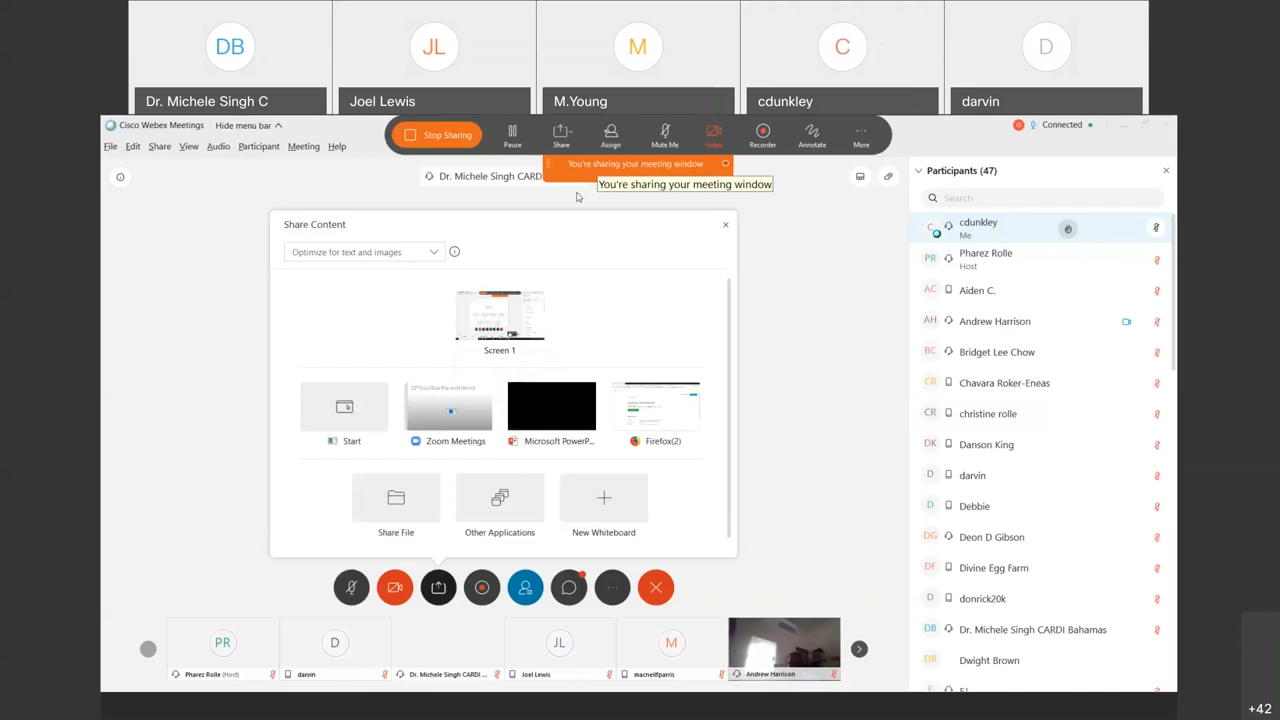 DB
JL
M
C
D
Dr. Michele Singh C
Joel Lewis
M.Young
cdunkley
darvin
Cisco Webex Meetings
Hide menu bar
Stop Sharing
Pause
Share
Assign
Mute Me
Video
Recorder
Annotate
More
Connected
File
Edit
Share
View
Audio
Participant
Meeting
Help
You're sharing your meeting window
Dr. Michele Singh CARD
You're sharing your meeting window
Participants (47)
Search
Share Content
Optimize for text and images
Screen 1
Start
Zoom Meetings
Microsoft PowerP...
Firefox(2)
Share File
Other Applications
New Whiteboard
C
cdunkley
Me
PR
Pharez Rolle
Host
AC
Aiden C.
AH
Andrew Harrison
BC
Bridget Lee Chow
CR
Chavara Roker-Eneas
CR
christine rolle
DK
Danson King
D
darvin
D
Debbie
DG
Deon D Gibson
DF
Divine Egg Farm
D
donrick20k
DB
Dr. Michele Singh CARDI Bahamas
DB
Dwight Brown
PR
Pharez Rolle (Host)
D
darvin
Dr. Michele Singh CARDI ...
JL
Joel Lewis
M
macneilfparris
Andrew Harrison
+42